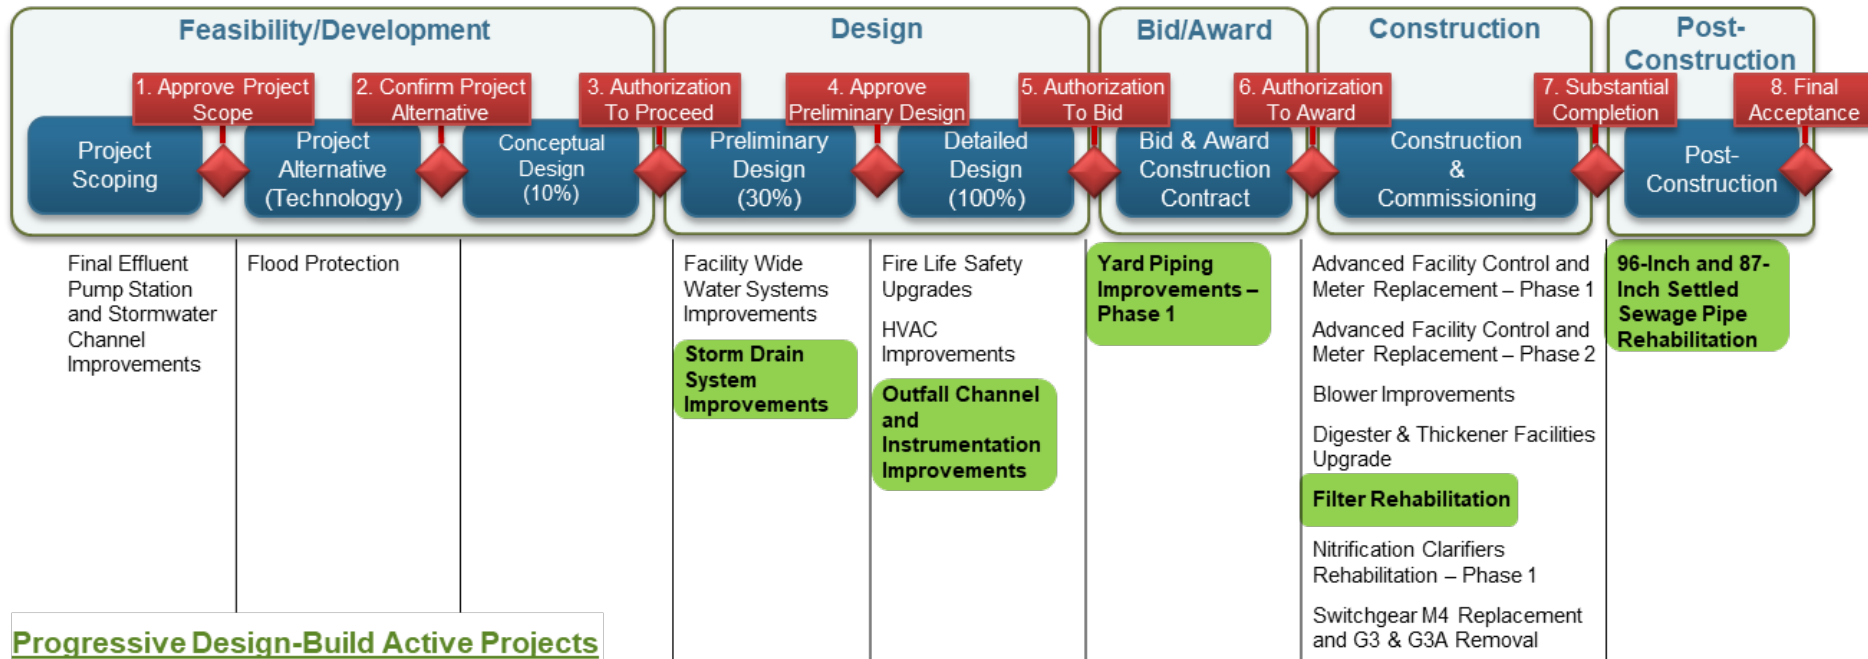 Feasibility/Development
Design
Bid/Award
Construction
Post-
Construction
1. Approve Project
Scope
2. Confirm Project
Alternative
3. Authorization
To Proceed
4. Approve
Preliminary Design
5. Authorization
To Bid
6. Authorization
To Award
7. Substantial
Completion
8. Final
Acceptance
Project
Scoping
Project
Alternative
(Technology)
Conceptual
Design
(10%)
Preliminary
Design
(30%)
Detailed
Design
(100%)
Bid & Award
Construction
Contract
Construction
&
Commissioning
Post-
Construction
Final Effluent
Pump Station
and Stormwater
Channel
Improvements
Flood Protection
Facility Wide
Water Systems
Improvements
Storm Drain
System
Improvements
Fire Life Safety
Upgrades
HVAC
Improvements
Outfall Channel
and
Instrumentation
Improvements
Yard Piping
Improvements –
Phase 1
Advanced Facility Control and
Meter Replacement – Phase 1
Advanced Facility Control and
Meter Replacement – Phase 2
Blower Improvements
Digester & Thickener Facilities
Upgrade
Filter Rehabilitation
Nitrification Clarifiers
Rehabilitation – Phase 1
Switchgear M4 Replacement
and G3 & G3A Removal
96-Inch and 87-
Inch Settled
Sewage Pipe
Rehabilitation
Progressive Design-Build Active Projects